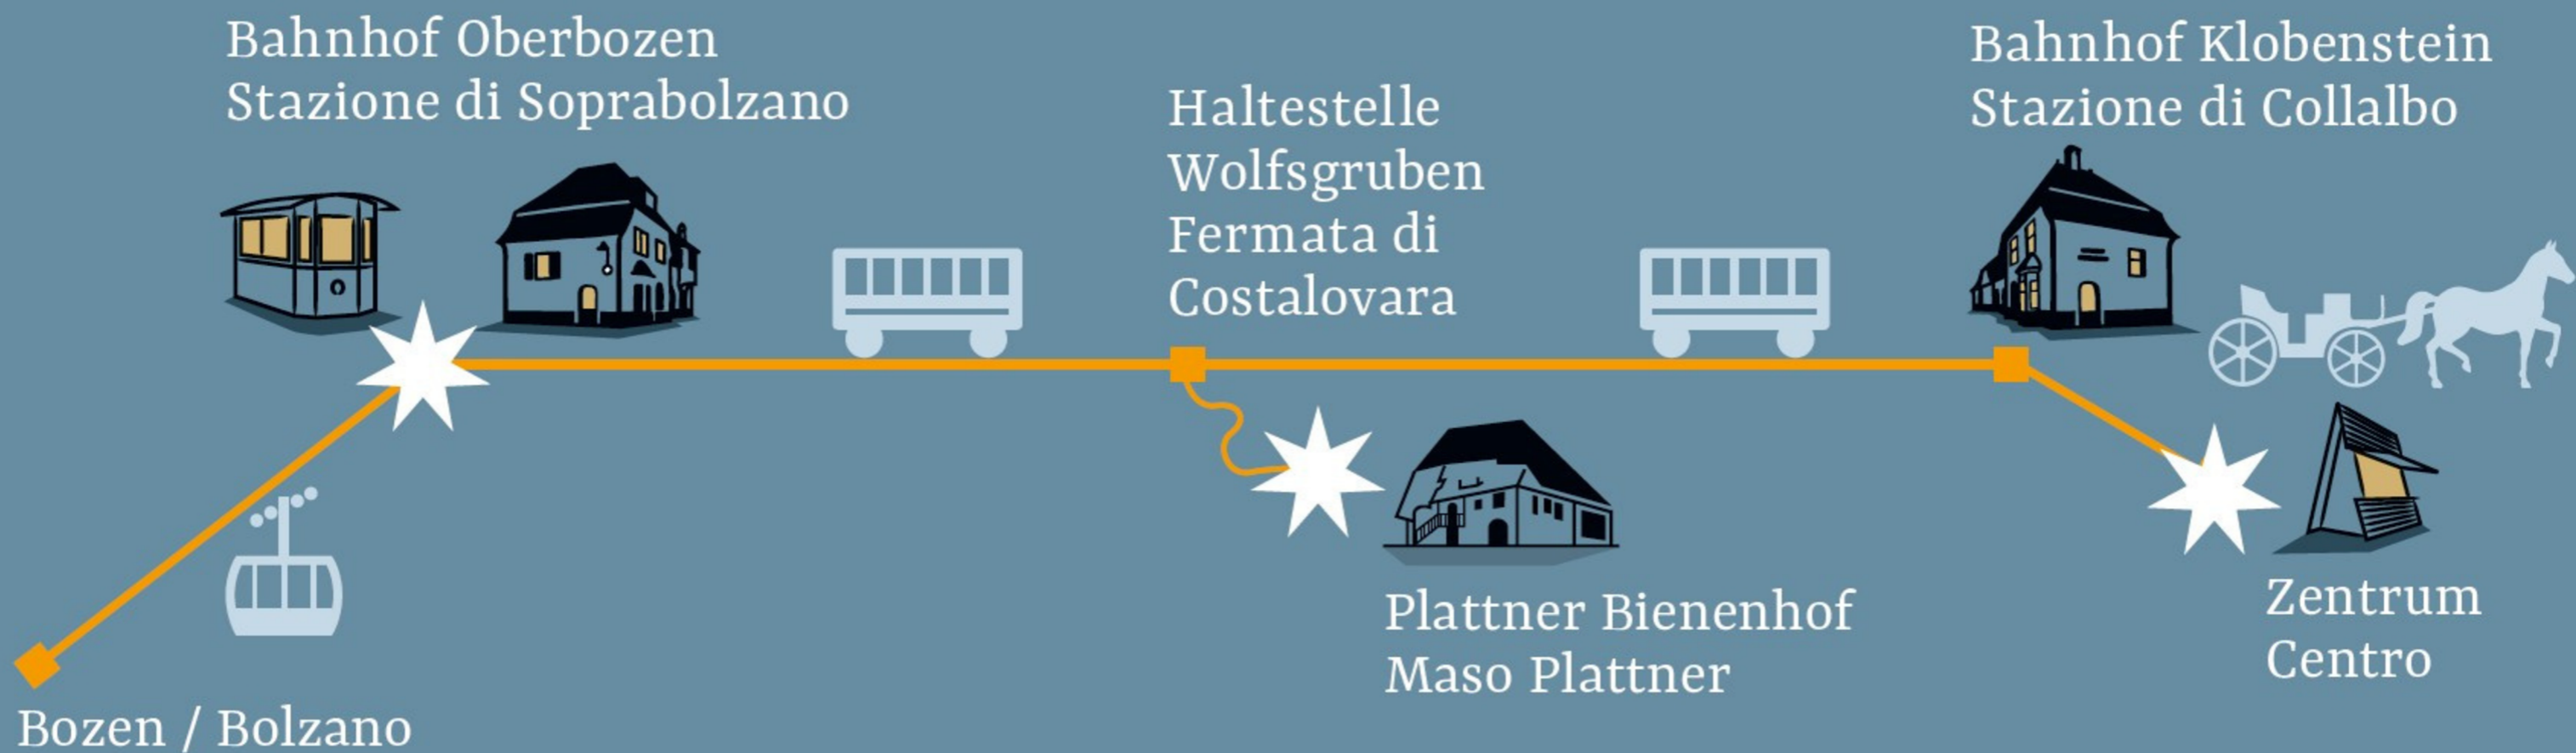 Bahnhof Oberbozen
Stazione di Soprabolzano
Haltestelle
Wolfsgruben
Fermata di
Costalovara
Bahnhof Klobenstein
Stazione di Collalbo
Plattner Bienenhof
Maso Plattner
Zentrum
Centro
Bozen / Bolzano